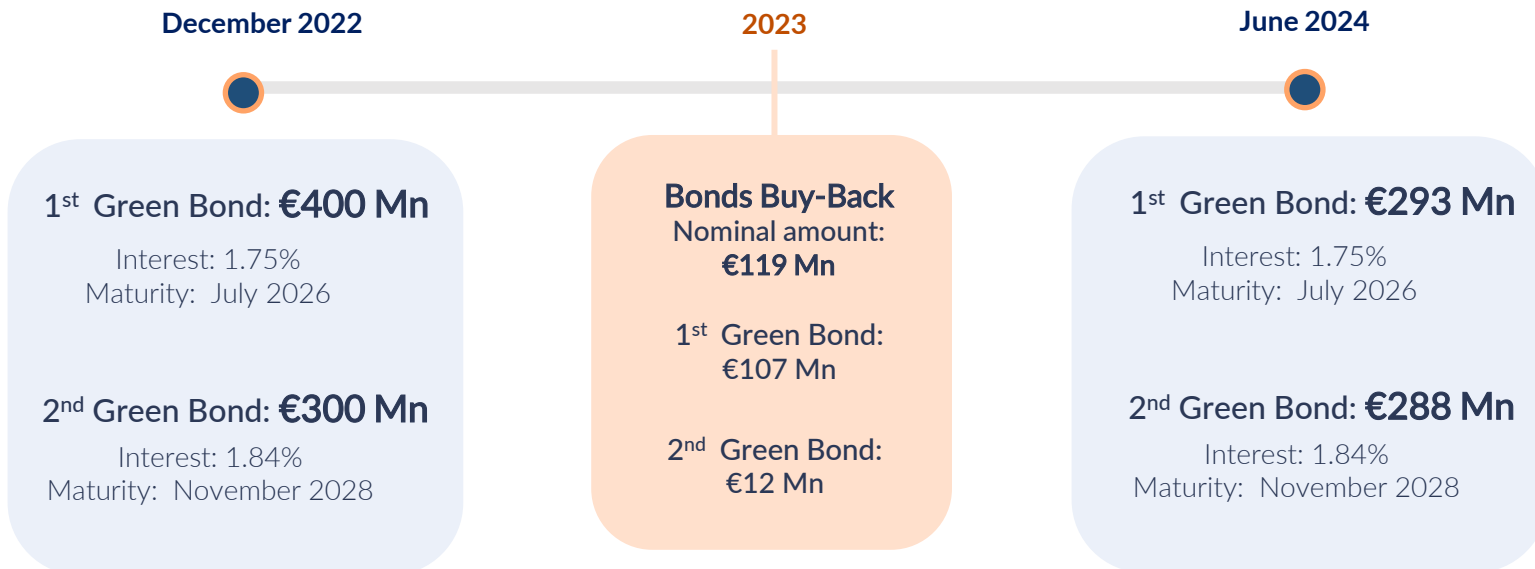 December 2022
1st Green Bond: €400 Mn
Interest: 1.75%
Maturity: July 2026
2nd Green Bond: €300 Mn
Interest: 1.84%
Maturity: November 2028
2023
Bonds Buy-Back
Nominal amount:
€119 Mn
1st Green Bond:
€107 Mn
2nd Green Bond:
€12 Mn
June 2024
1st Green Bond: €293 Mn
Interest: 1.75%
Maturity: July 2026
2nd Green Bond: €288 Mn
Interest: 1.84%
Maturity: November 2028